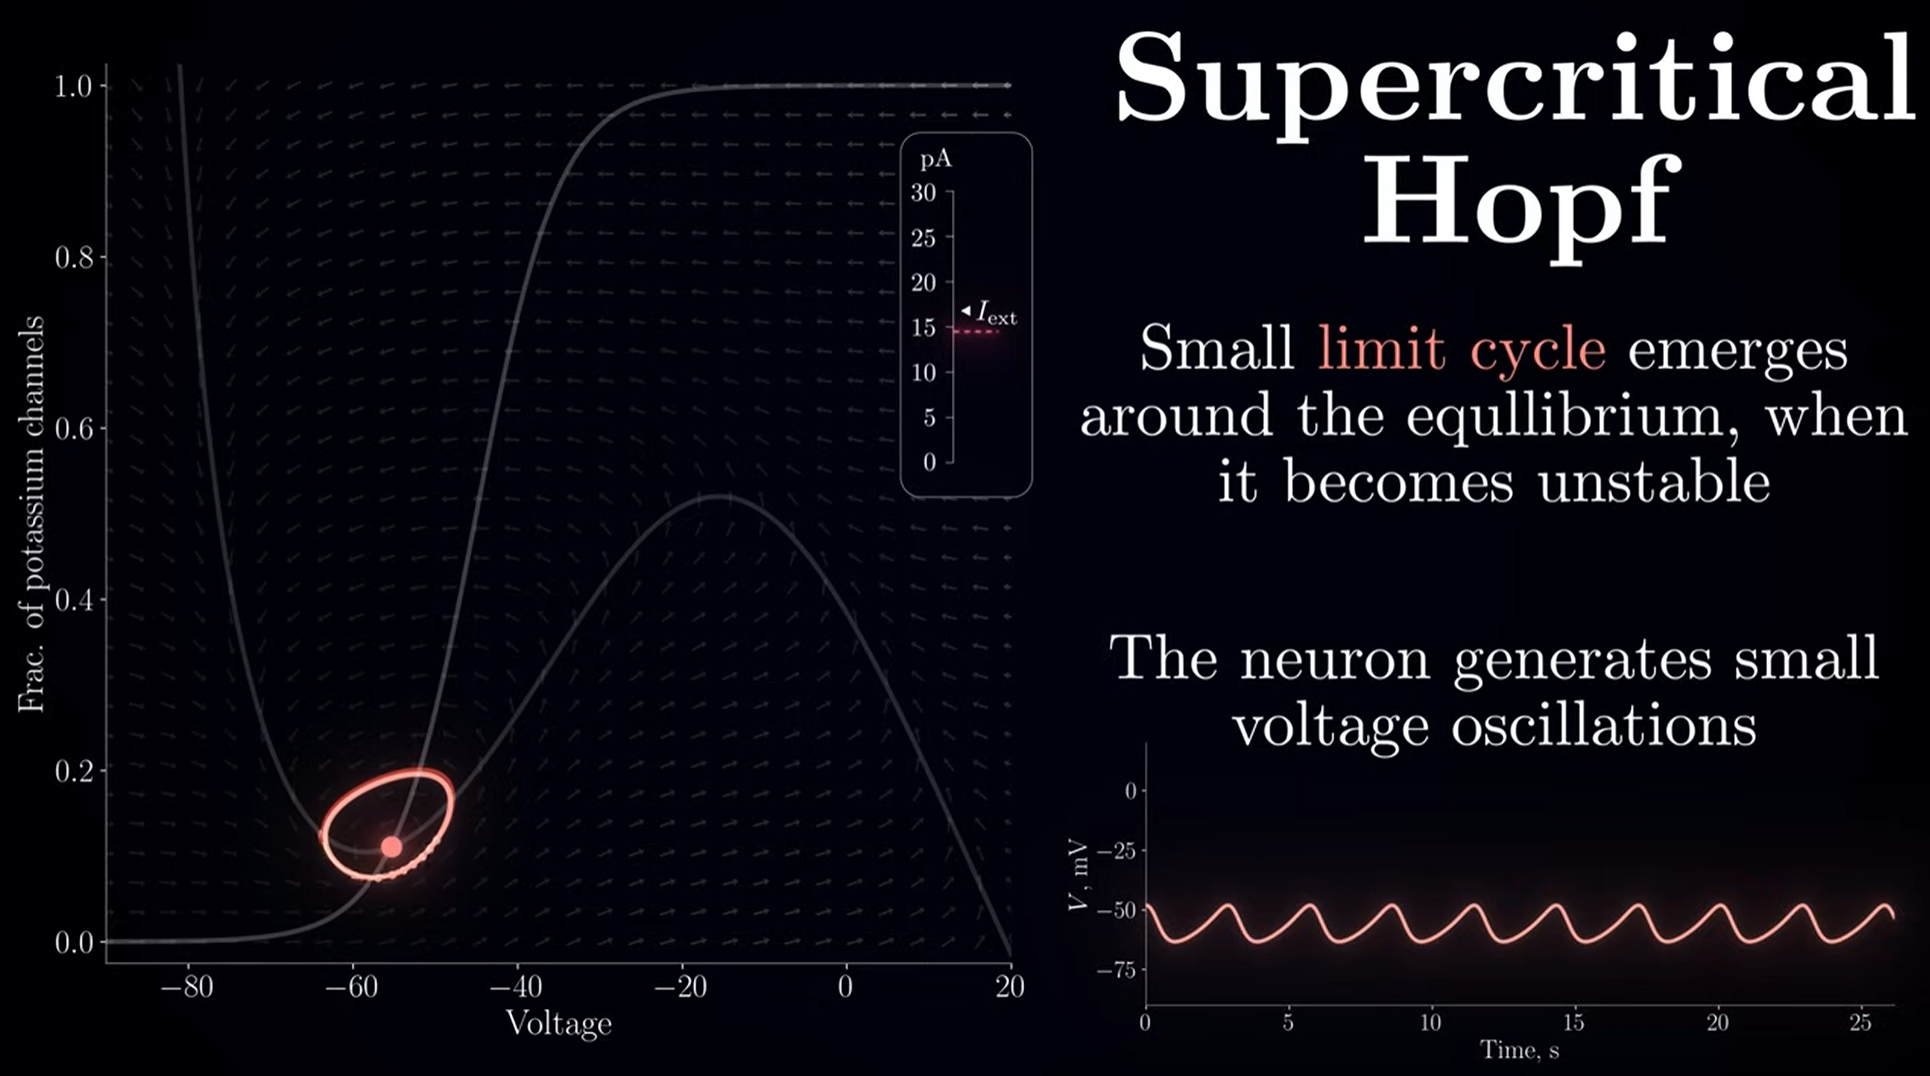 Supercritical
Hopf
Small limit cycle emerges
around the equllibrium, when
it becomes unstable
The neuron generates small
voltage oscillations
Frac. of potassium channels
1.0
0.8
0.6
0.4
0.2
0.0
−80
−60
−40
−20
0
20
Voltage
pA
30
25
20
15
10
5
0
I_ext
V, mV
0
−25
−50
−75
0
5
10
15
20
25
Time, s